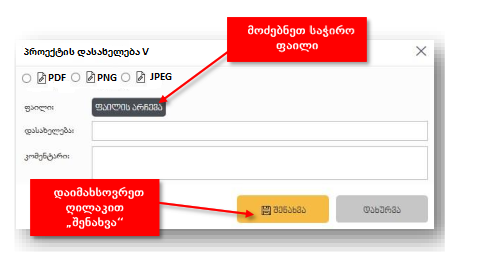 მოძებნეთ საჭირო
ფაილი
პროექტის დასახელება V
PDF PNG JPEG
ფაილი: ფაილის არჩევა
დასახელება:
კომენტარი:
დაიმახსოვრეთ
ღილაკით
„შენახვა“
შენახვა დახურვა